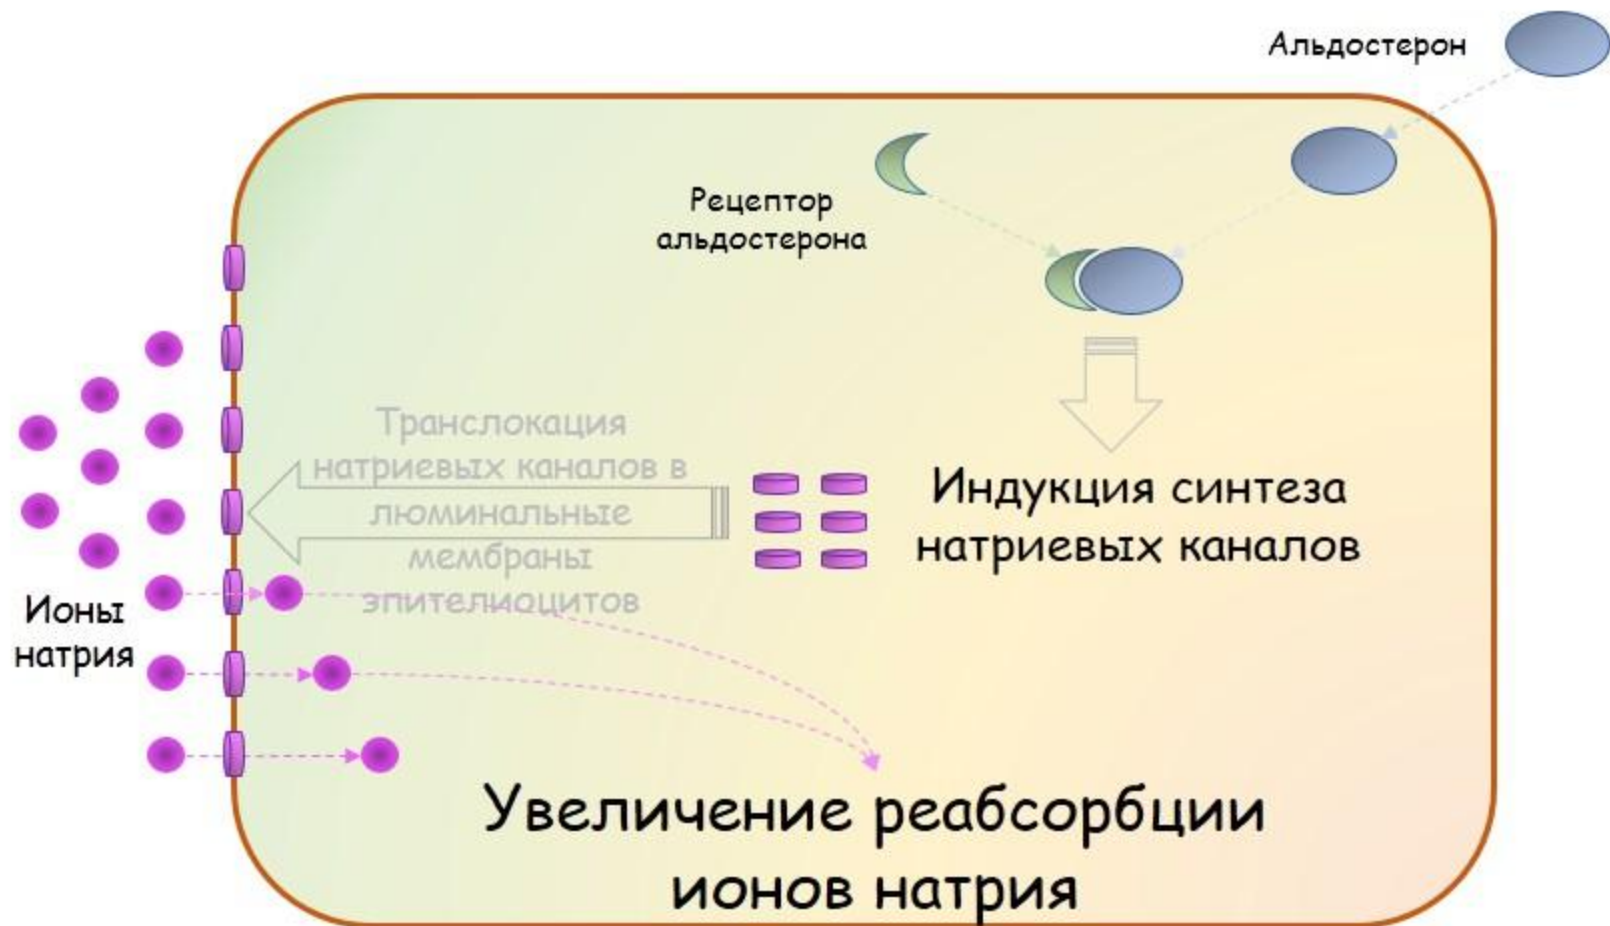 Альдостерон
Рецептор
альдостерона
Транслокация
натриевых каналов в
люминальные
мембраны
эпителиоцитов
Индукция синтеза
натриевых каналов
Ионы
натрия
Увеличение реабсорбции
ионов натрия